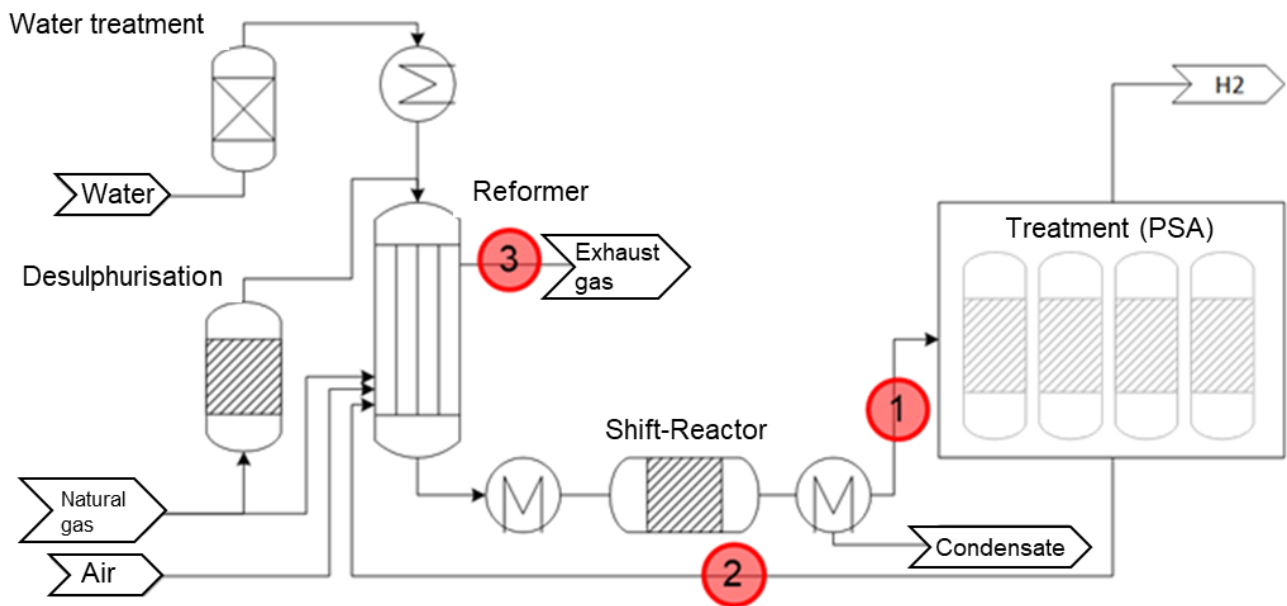 Water treatment
H2
Water
Reformer
Treatment (PSA)
3
Exhaust
gas
Desulphurisation
1
Shift-Reactor
Natural
gas
Condensate
Air
2